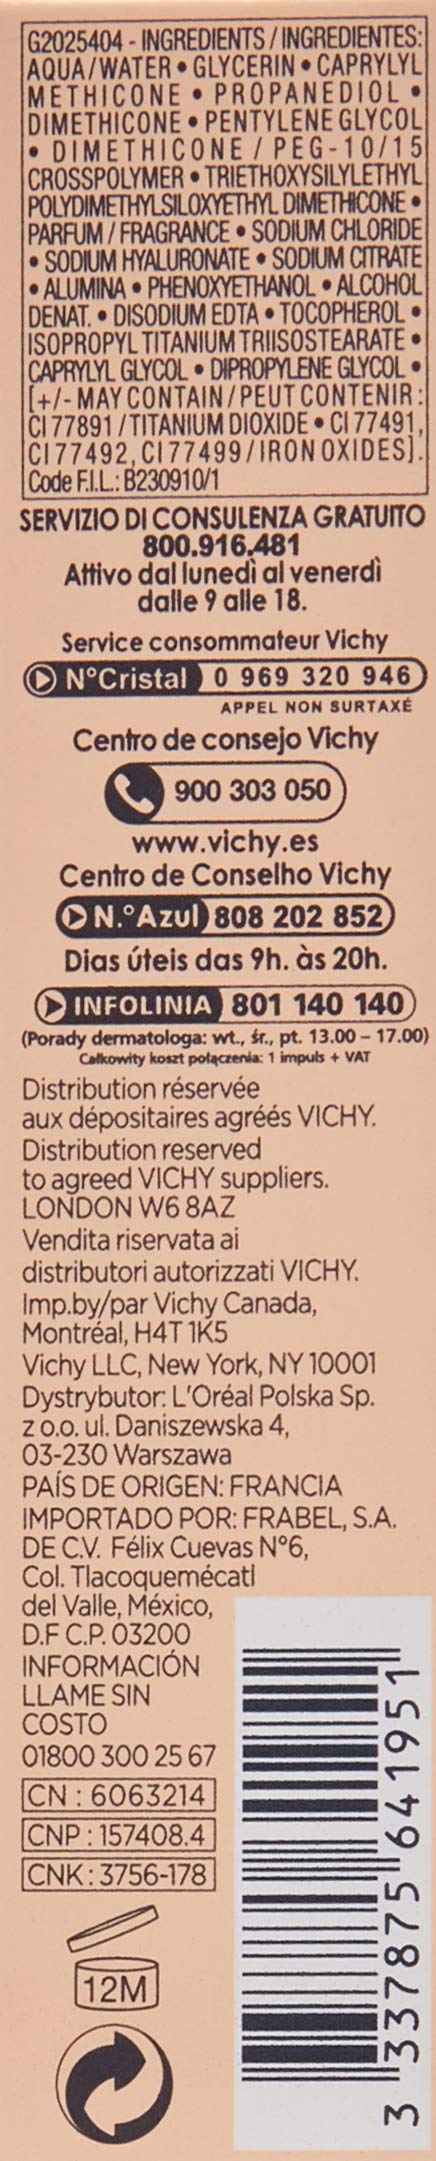 G2025404 - INGREDIENTS / INGREDIENTES:
AQUA/WATER • GLYCERIN • CAPRYLYL
METHICONE • PROPANEDIOL •
DIMETHICONE • PENTYLENE GLYCOL
• DIMETHICONE / PEG-10/15
CROSSPOLYMER • TRIETHOXYSILYLETHYL
POLYDIMETHYLSILOXYETHYL DIMETHICONE •
PARFUM / FRAGRANCE • SODIUM CHLORIDE
• SODIUM HYALURONATE • SODIUM CITRATE
• ALUMINA • PHENOXYETHANOL • ALCOHOL
DENAT. • DISODIUM EDTA • TOCOPHEROL •
ISOPROPYL TITANIUM TRIISOSTEARATE •
CAPRYLYL GLYCOL • DIPROPYLENE GLYCOL •
[+/- MAY CONTAIN / PEUT CONTENIR :
CI 77891 / TITANIUM DIOXIDE • CI 77491,
CI 77492, CI 77499 / IRON OXIDES].
Code F.I.L.: B230910/1
SERVIZIO DI CONSULENZA GRATUITO
800.916.481
Attivo dal lunedì al venerdì
dalle 9 alle 18.
Service consommateur Vichy
N°Cristal 0 969 320 946
APPEL NON SURTAXÉ
Centro de consejo Vichy
900 303 050
www.vichy.es
Centro de Conselho Vichy
N.°Azul 808 202 852
Dias úteis das 9h. às 20h.
INFOLINIA 801 140 140
(Porady dermatologa: wt., śr., pt. 13.00 – 17.00)
Całkowity koszt połączenia: 1 impuls + VAT
Distribution réservée
aux dépositaires agréés VICHY.
Distribution reserved
to agreed VICHY suppliers.
LONDON W6 8AZ
Vendita riservata ai
distributori autorizzati VICHY.
Imp.by/par Vichy Canada,
Montréal, H4T 1K5
Vichy LLC, New York, NY 10001
Dystrybutor: L'Oréal Polska Sp.
z o.o. ul. Daniszewska 4,
03-230 Warszawa
PAÍS DE ORIGEN: FRANCIA
IMPORTADO POR: FRABEL, S.A.
DE C.V. Félix Cuevas N°6,
Col. Tlacoquemécatl
del Valle, México,
D.F C.P. 03200
INFORMACIÓN
LLAME SIN
COSTO
01800 300 25 67
CN : 6063214
CNP : 157408.4
CNK : 3756-178
12M
3 337875 641951